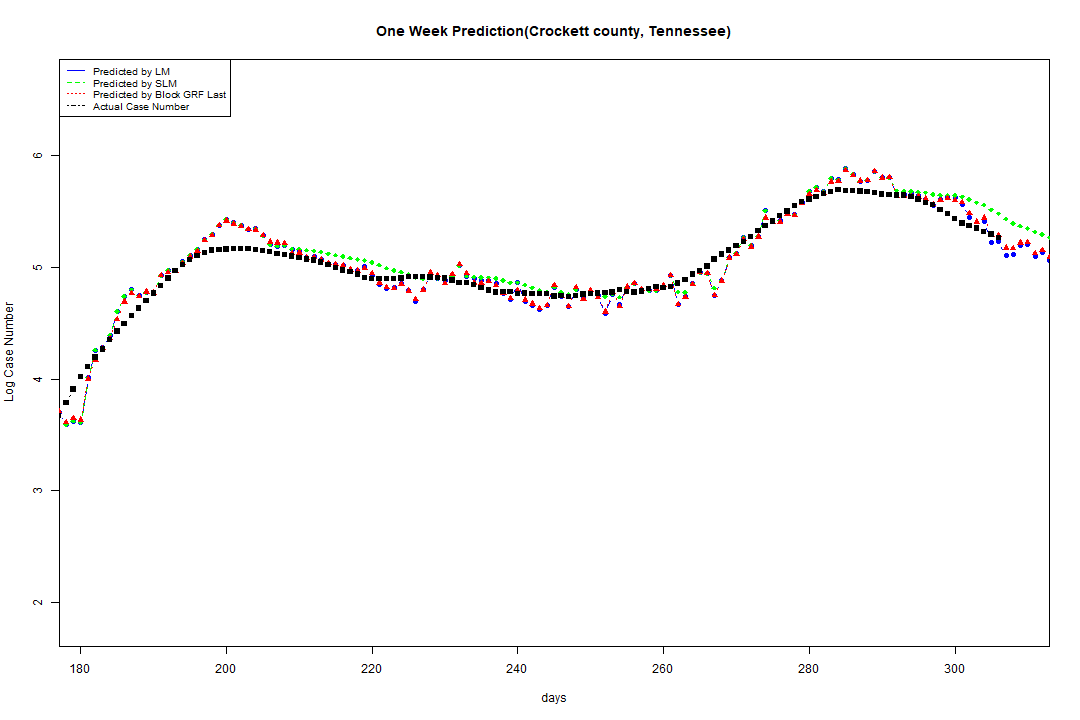 One Week Prediction(Crockett county, Tennessee)
Predicted by LM
Predicted by SLM
Predicted by Block GRF Last
Actual Case Number
6
5
4
3
2
Log Case Number
180 200 220 240 260 280 300
days